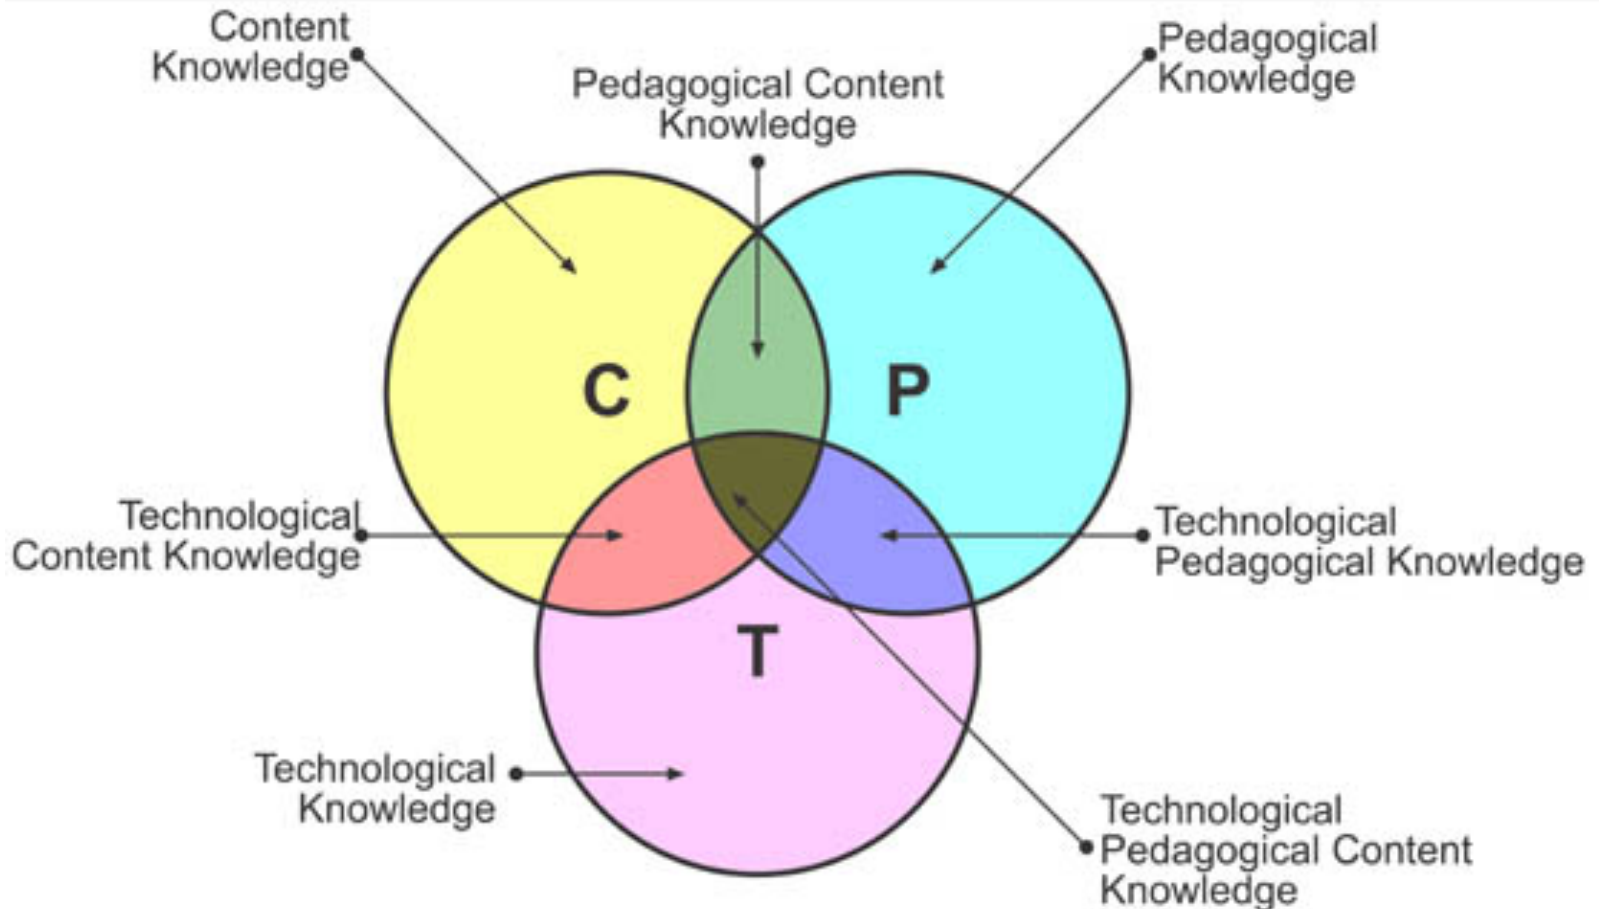 Content
Knowledge
Pedagogical Content
Knowledge
Pedagogical
Knowledge
C
P
Technological
Content Knowledge
Technological
Pedagogical Knowledge
T
Technological
Knowledge
Technological
Pedagogical Content
Knowledge